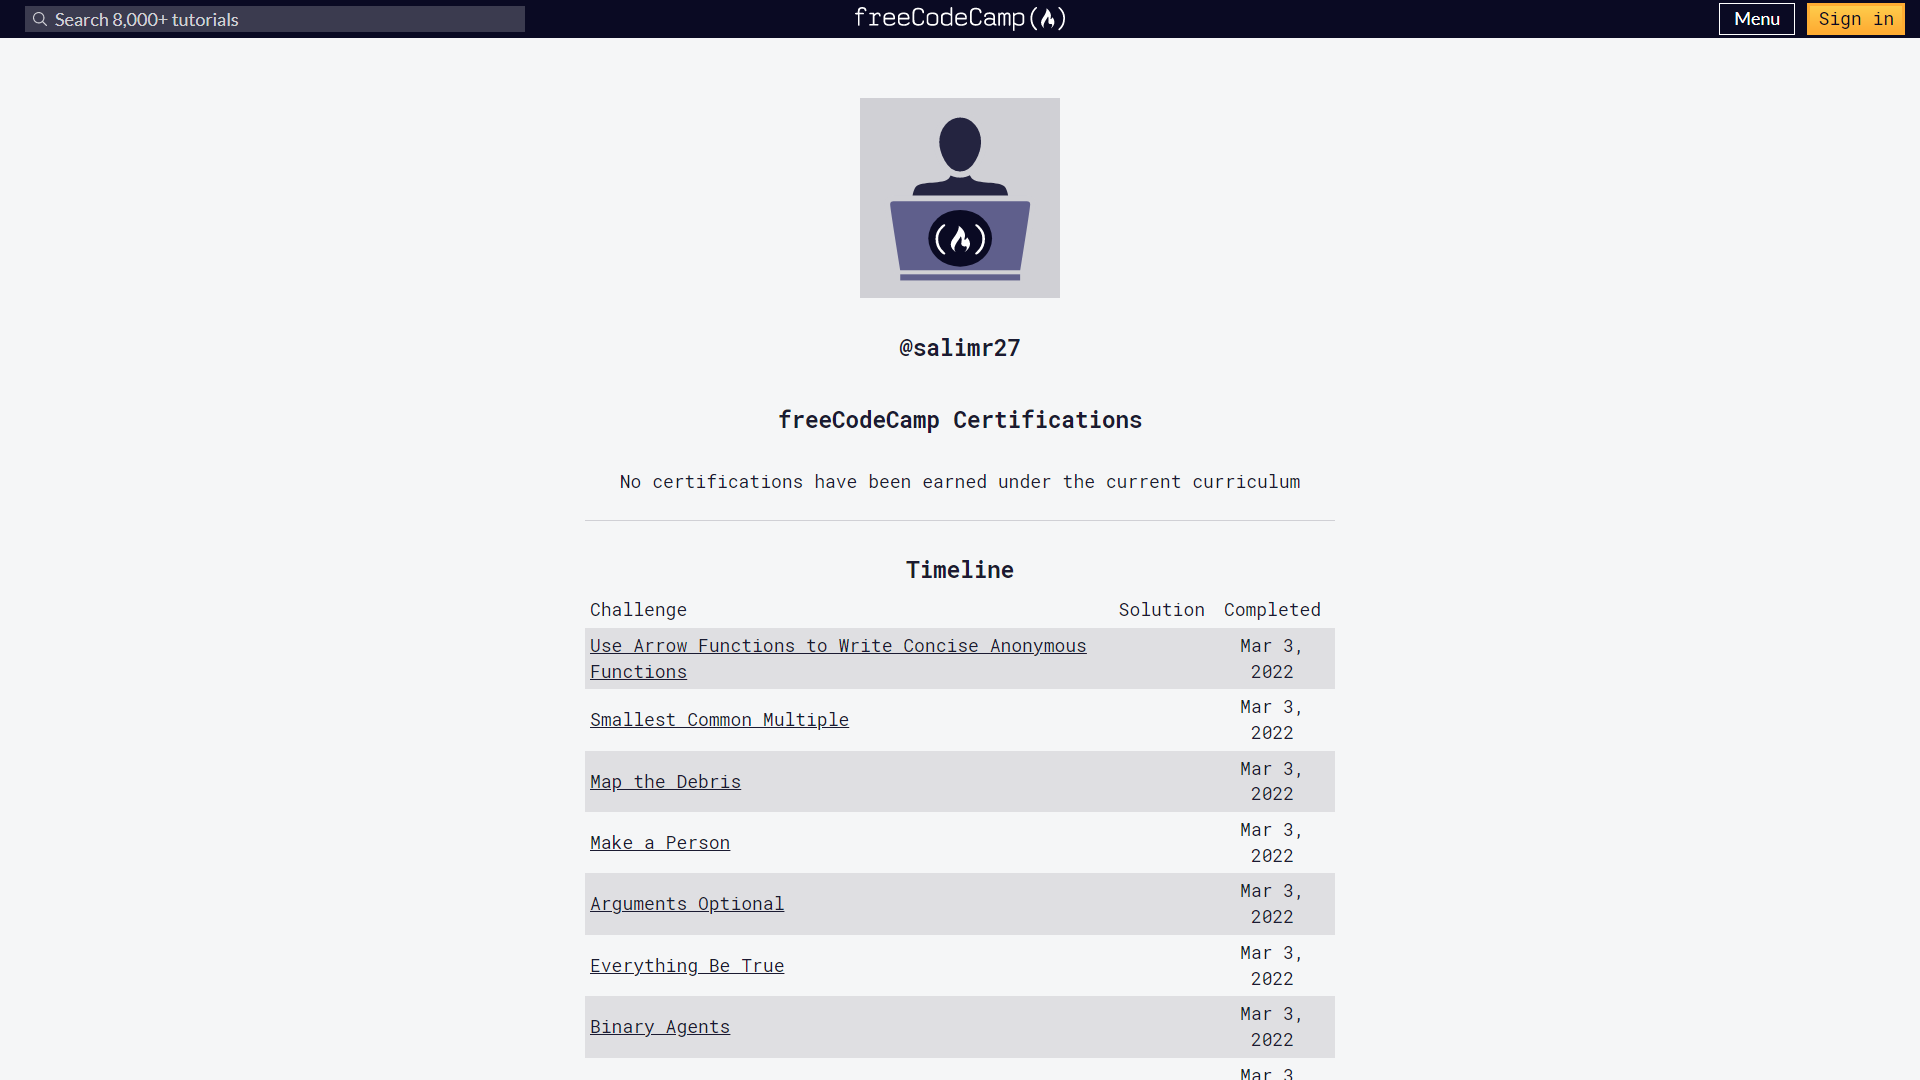 Search 8,000+ tutorials
freeCodeCamp
Menu
Sign in
@salimr27
freeCodeCamp Certifications
No certifications have been earned under the current curriculum
Timeline
Challenge Solution Completed
Use Arrow Functions to Write Concise Anonymous
Functions
Mar 3,
2022
Smallest Common Multiple
Mar 3,
2022
Map the Debris
Mar 3,
2022
Make a Person
Mar 3,
2022
Arguments Optional
Mar 3,
2022
Everything Be True
Mar 3,
2022
Binary Agents
Mar 3,
2022
Mar 3